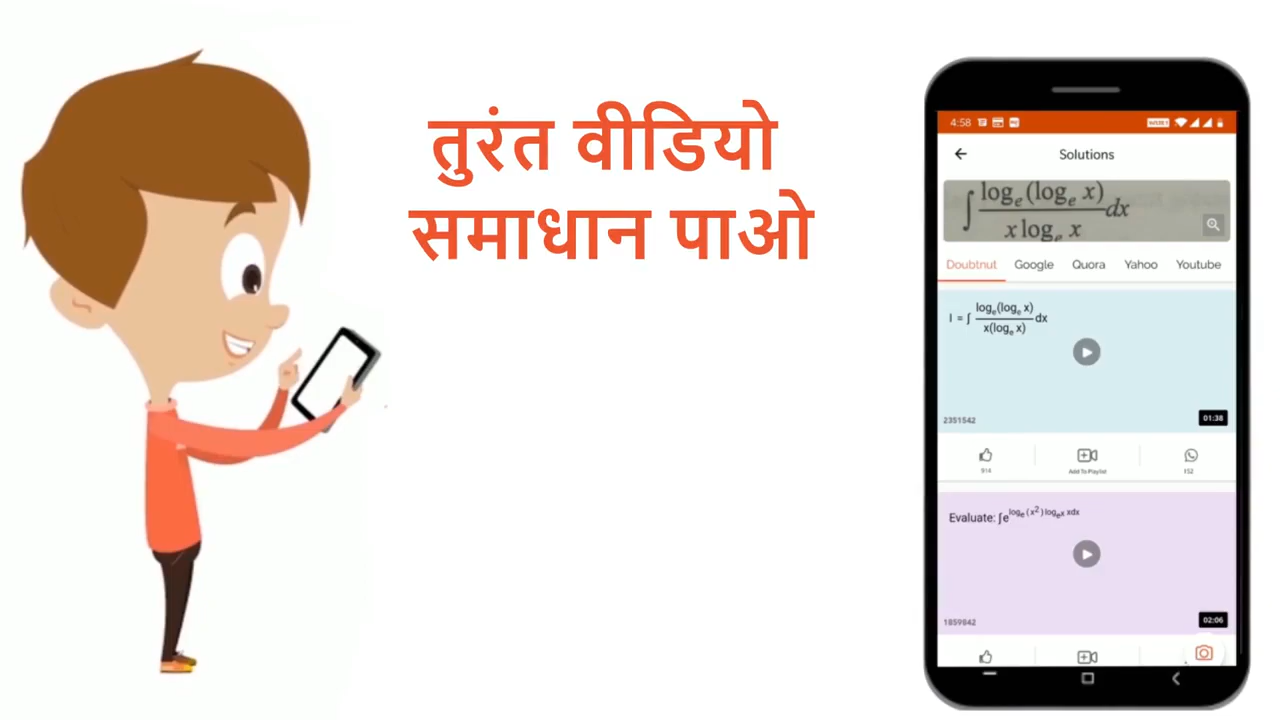 तुरंत वीडियो
समाधान पाओ
4:58
Solutions
∫ logₑ(logₑ x) / x logₑ x dx
Doubtnut Google Quora Yahoo Youtube
I = ∫ logₑ(logₑ x) / x(logₑ x) dx
2351542
01:38
914
Add To Playlist
152
Evaluate: ∫e^logₑ(x²) logₑx xdx
1859842
02:06